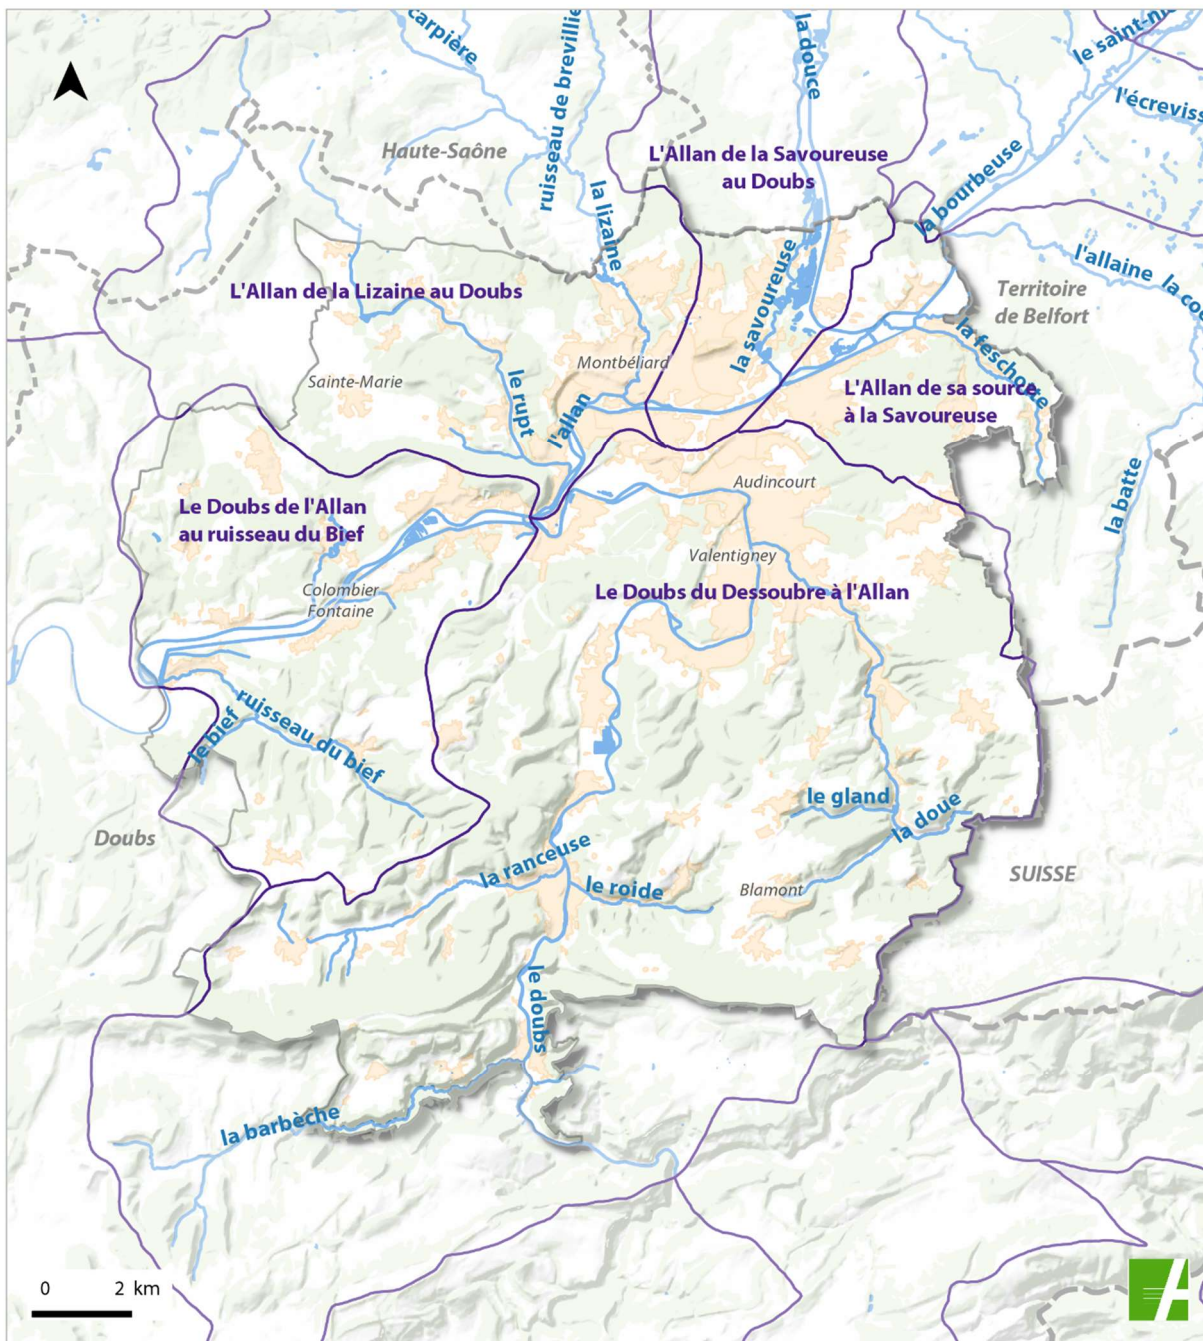 carpière
ruisseau de brevillie
la douce
le saint-ni
l'écreviss
Haute-Saône
L'Allan de la Savoureuse
au Doubs
la bourbeuse
la lizaine
la savoureuse
l'allaine
la cou
L'Allan de la Lizaine au Doubs
Territoire
de Belfort
la feschotte
Montbéliard
Sainte-Marie
le rupt
l'allan
L'Allan de sa source
à la Savoureuse
la batte
Audincourt
Le Doubs de l'Allan
au ruisseau du Bief
Valentigney
Colombier
Fontaine
Le Doubs du Dessoubre à l'Allan
le bief
ruisseau du bief
le gland
la doue
Doubs
la ranceuse
le roide
Blamont
SUISSE
le doubs
la barbèche
0 2 km